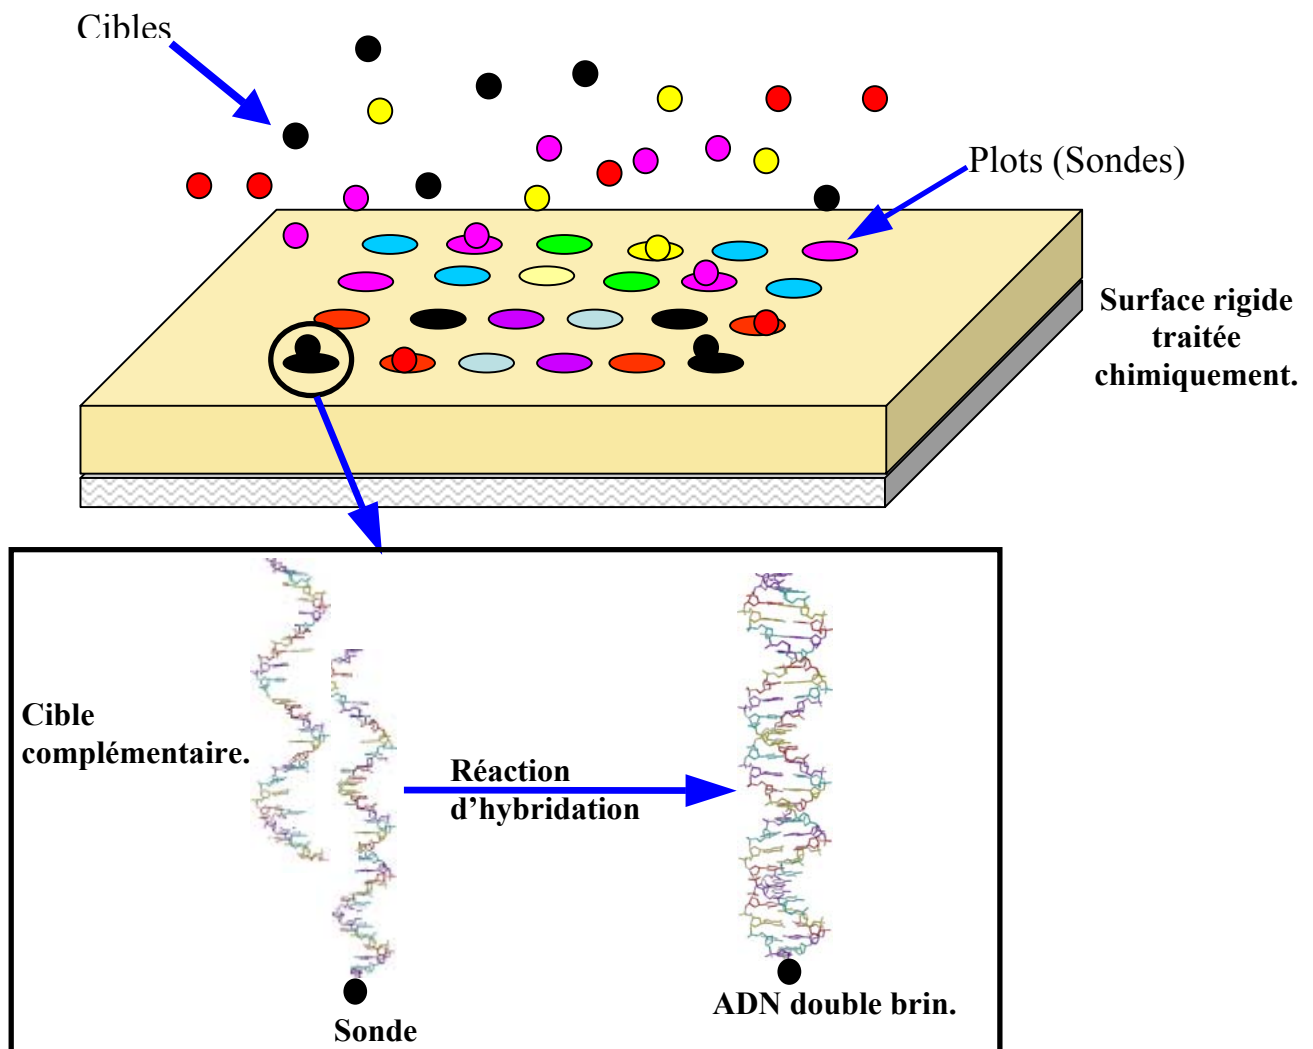 Cibles
Plots (Sondes)
Surface rigide
traitée
chimiquement.
Cible
complémentaire.
Réaction
d’hybridation
Sonde
ADN double brin.